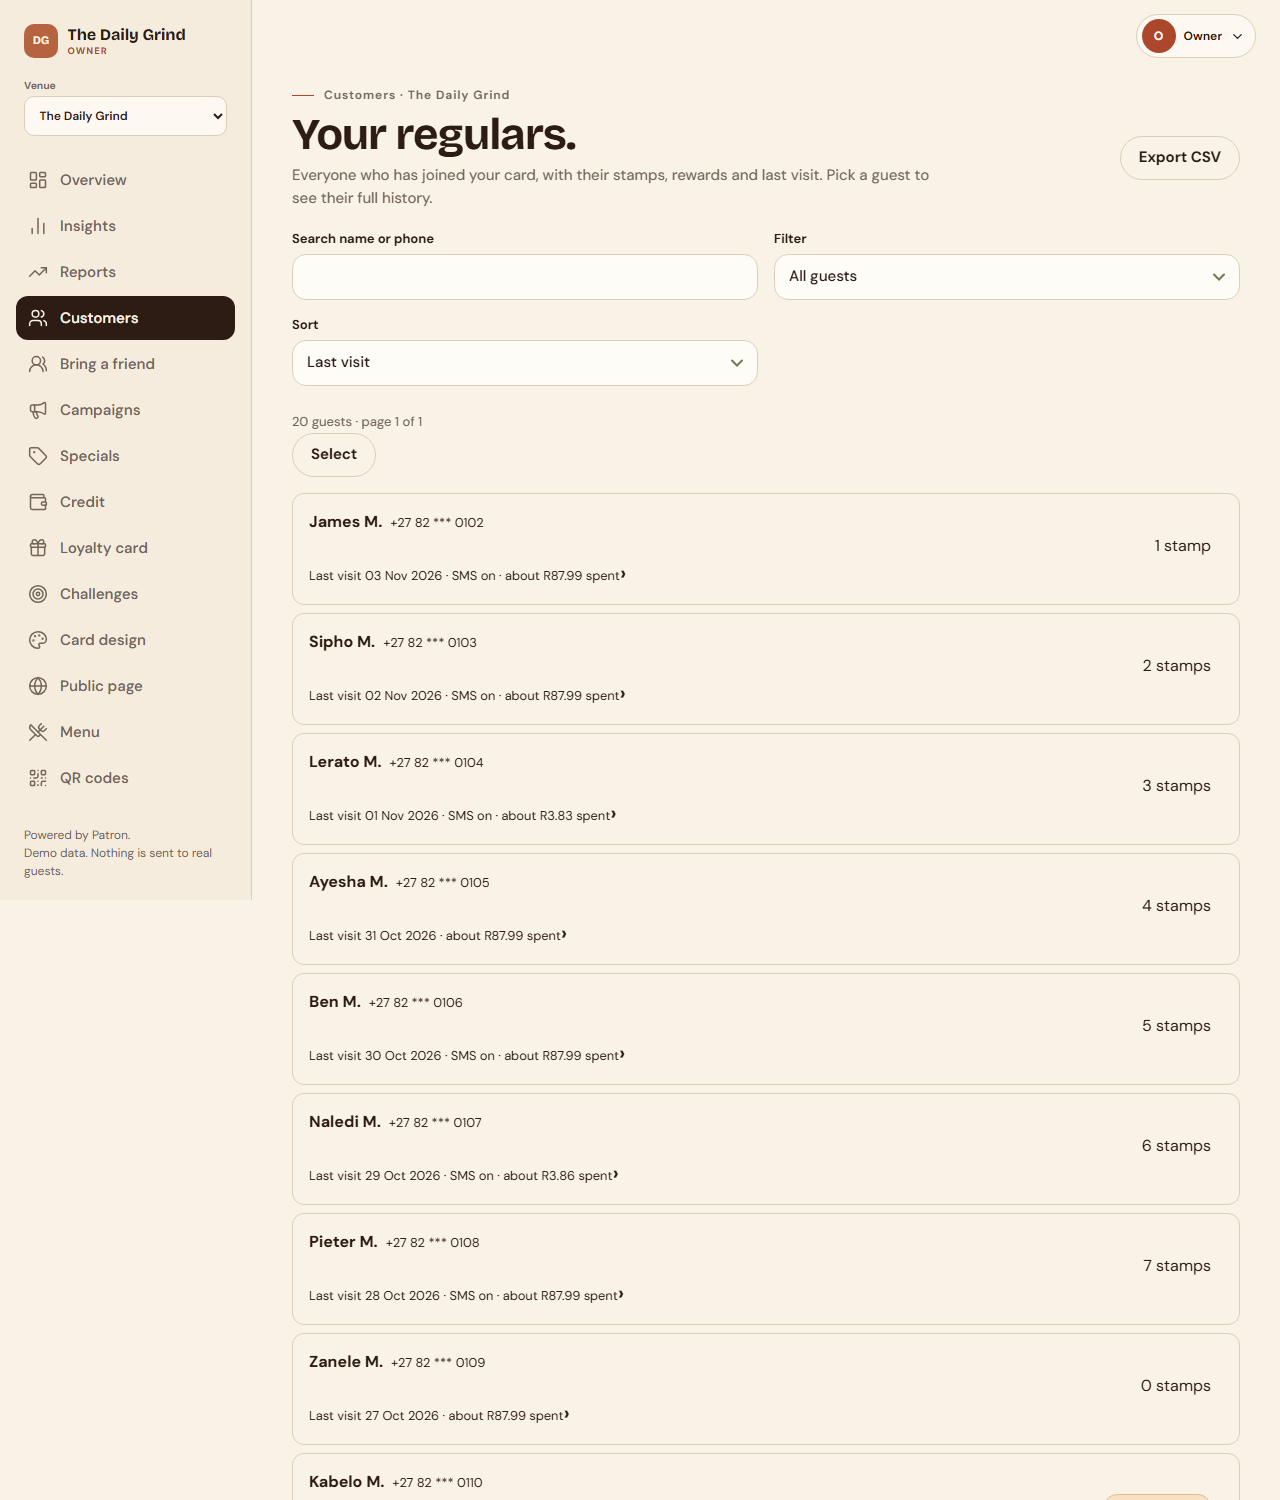 DG
The Daily Grind
OWNER
Venue
The Daily Grind
Overview
Insights
Reports
Customers
Bring a friend
Campaigns
Specials
Credit
Loyalty card
Challenges
Card design
Public page
Menu
QR codes
Powered by Patron.
Demo data. Nothing is sent to real
guests.
O
Owner
Customers · The Daily Grind
Your regulars.
Everyone who has joined your card, with their stamps, rewards and last visit. Pick a guest to
see their full history.
Export CSV
Search name or phone
Filter
All guests
Sort
Last visit
20 guests · page 1 of 1
Select
James M. +27 82 *** 0102
1 stamp
Last visit 03 Nov 2026 · SMS on · about R87.99 spent›
Sipho M. +27 82 *** 0103
2 stamps
Last visit 02 Nov 2026 · SMS on · about R87.99 spent›
Lerato M. +27 82 *** 0104
3 stamps
Last visit 01 Nov 2026 · SMS on · about R3.83 spent›
Ayesha M. +27 82 *** 0105
4 stamps
Last visit 31 Oct 2026 · about R87.99 spent›
Ben M. +27 82 *** 0106
5 stamps
Last visit 30 Oct 2026 · SMS on · about R87.99 spent›
Naledi M. +27 82 *** 0107
6 stamps
Last visit 29 Oct 2026 · SMS on · about R3.86 spent›
Pieter M. +27 82 *** 0108
7 stamps
Last visit 28 Oct 2026 · SMS on · about R87.99 spent›
Zanele M. +27 82 *** 0109
0 stamps
Last visit 27 Oct 2026 · about R87.99 spent›
Kabelo M. +27 82 *** 0110